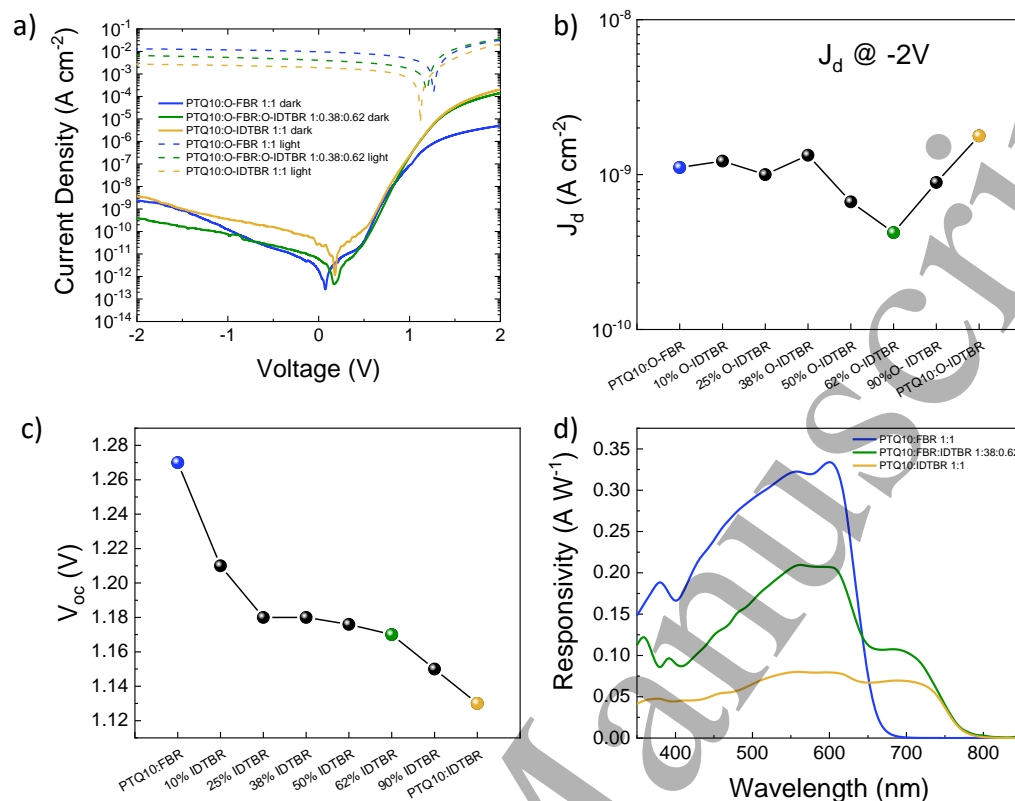 a)
Current Density (A cm⁻²)
10⁻¹
10⁻²
10⁻³
10⁻⁴
10⁻⁵
10⁻⁶
10⁻⁷
10⁻⁸
10⁻⁹
10⁻¹⁰
10⁻¹¹
10⁻¹²
10⁻¹³
10⁻¹⁴
PTQ10:O-FBR 1:1 dark
PTQ10:O-FBR:O-IDTBR 1:0.38:0.62 dark
PTQ10:O-IDTBR 1:1 dark
PTQ10:O-FBR 1:1 light
PTQ10:O-FBR:O-IDTBR 1:0.38:0.62 light
PTQ10:O-IDTBR 1:1 light
-2 -1 0 1 2
Voltage (V)
b)
J_d @ -2V
J_d (A cm⁻²)
10⁻⁸
10⁻⁹
10⁻¹⁰
PTQ10:O-FBR
10% O-IDTBR
25% O-IDTBR
38% O-IDTBR
50% O-IDTBR
62% O-IDTBR
90%O- IDTBR
PTQ10:O-IDTBR
c)
V_oc (V)
1.28
1.26
1.24
1.22
1.20
1.18
1.16
1.14
1.12
PTQ10:FBR
10% IDTBR
25% IDTBR
38% IDTBR
50% IDTBR
62% IDTBR
90% IDTBR
PTQ10:IDTBR
d)
Responsivity (A W⁻¹)
0.35
0.30
0.25
0.20
0.15
0.10
0.05
0.00
PTQ10:FBR 1:1
PTQ10:FBR:IDTBR 1:38:0.62
PTQ10:IDTBR 1:1
400 500 600 700 800
Wavelength (nm)
Manuscri